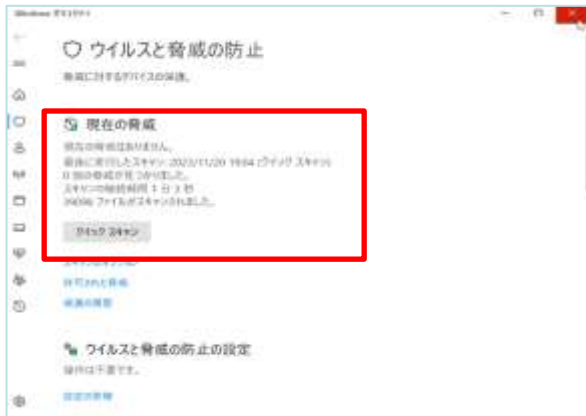 Windows セキュリティ
ウイルスと脅威の防止
脅威に対するデバイスの保護。
現在の脅威
現在の脅威はありません。
最後に実行したスキャン: 2023/11/20 19:04 (クイック スキャン)
0 個の脅威が見つかりました。
スキャンの継続時間 1 分 3 秒
ファイルがスキャンされました。
クイック スキャン
許可された脅威
保護の履歴
ウイルスと脅威の防止の設定
操作は不要です。
設定の管理